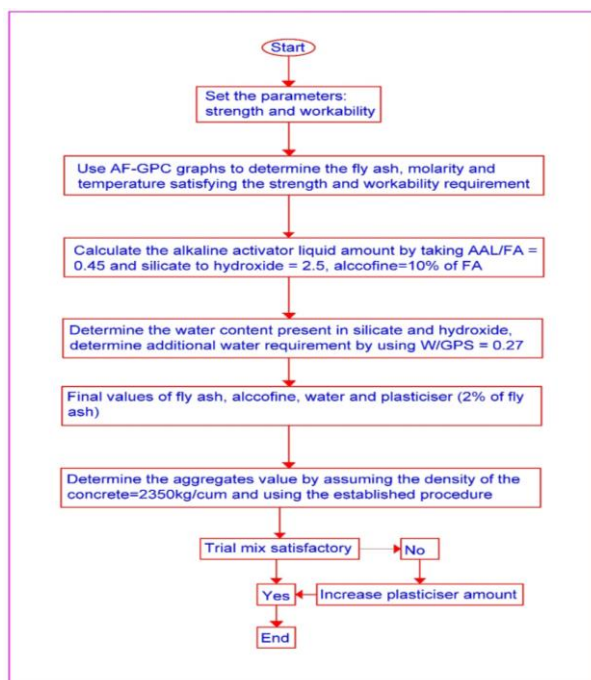 Start
Set the parameters:
strength and workability
Use AF-GPC graphs to determine the fly ash, molarity and
temperature satisfying the strength and workability requirement
Calculate the alkaline activator liquid amount by taking AAL/FA =
0.45 and silicate to hydroxide = 2.5, alccofine=10% of FA
Determine the water content present in silicate and hydroxide,
determine additional water requirement by using W/GPS = 0.27
Final values of fly ash, alccofine, water and plasticiser (2% of fly
ash)
Determine the aggregates value by assuming the density of the
concrete=2350kg/cum and using the established procedure
Trial mix satisfactory
No
Yes
Increase plasticiser amount
End